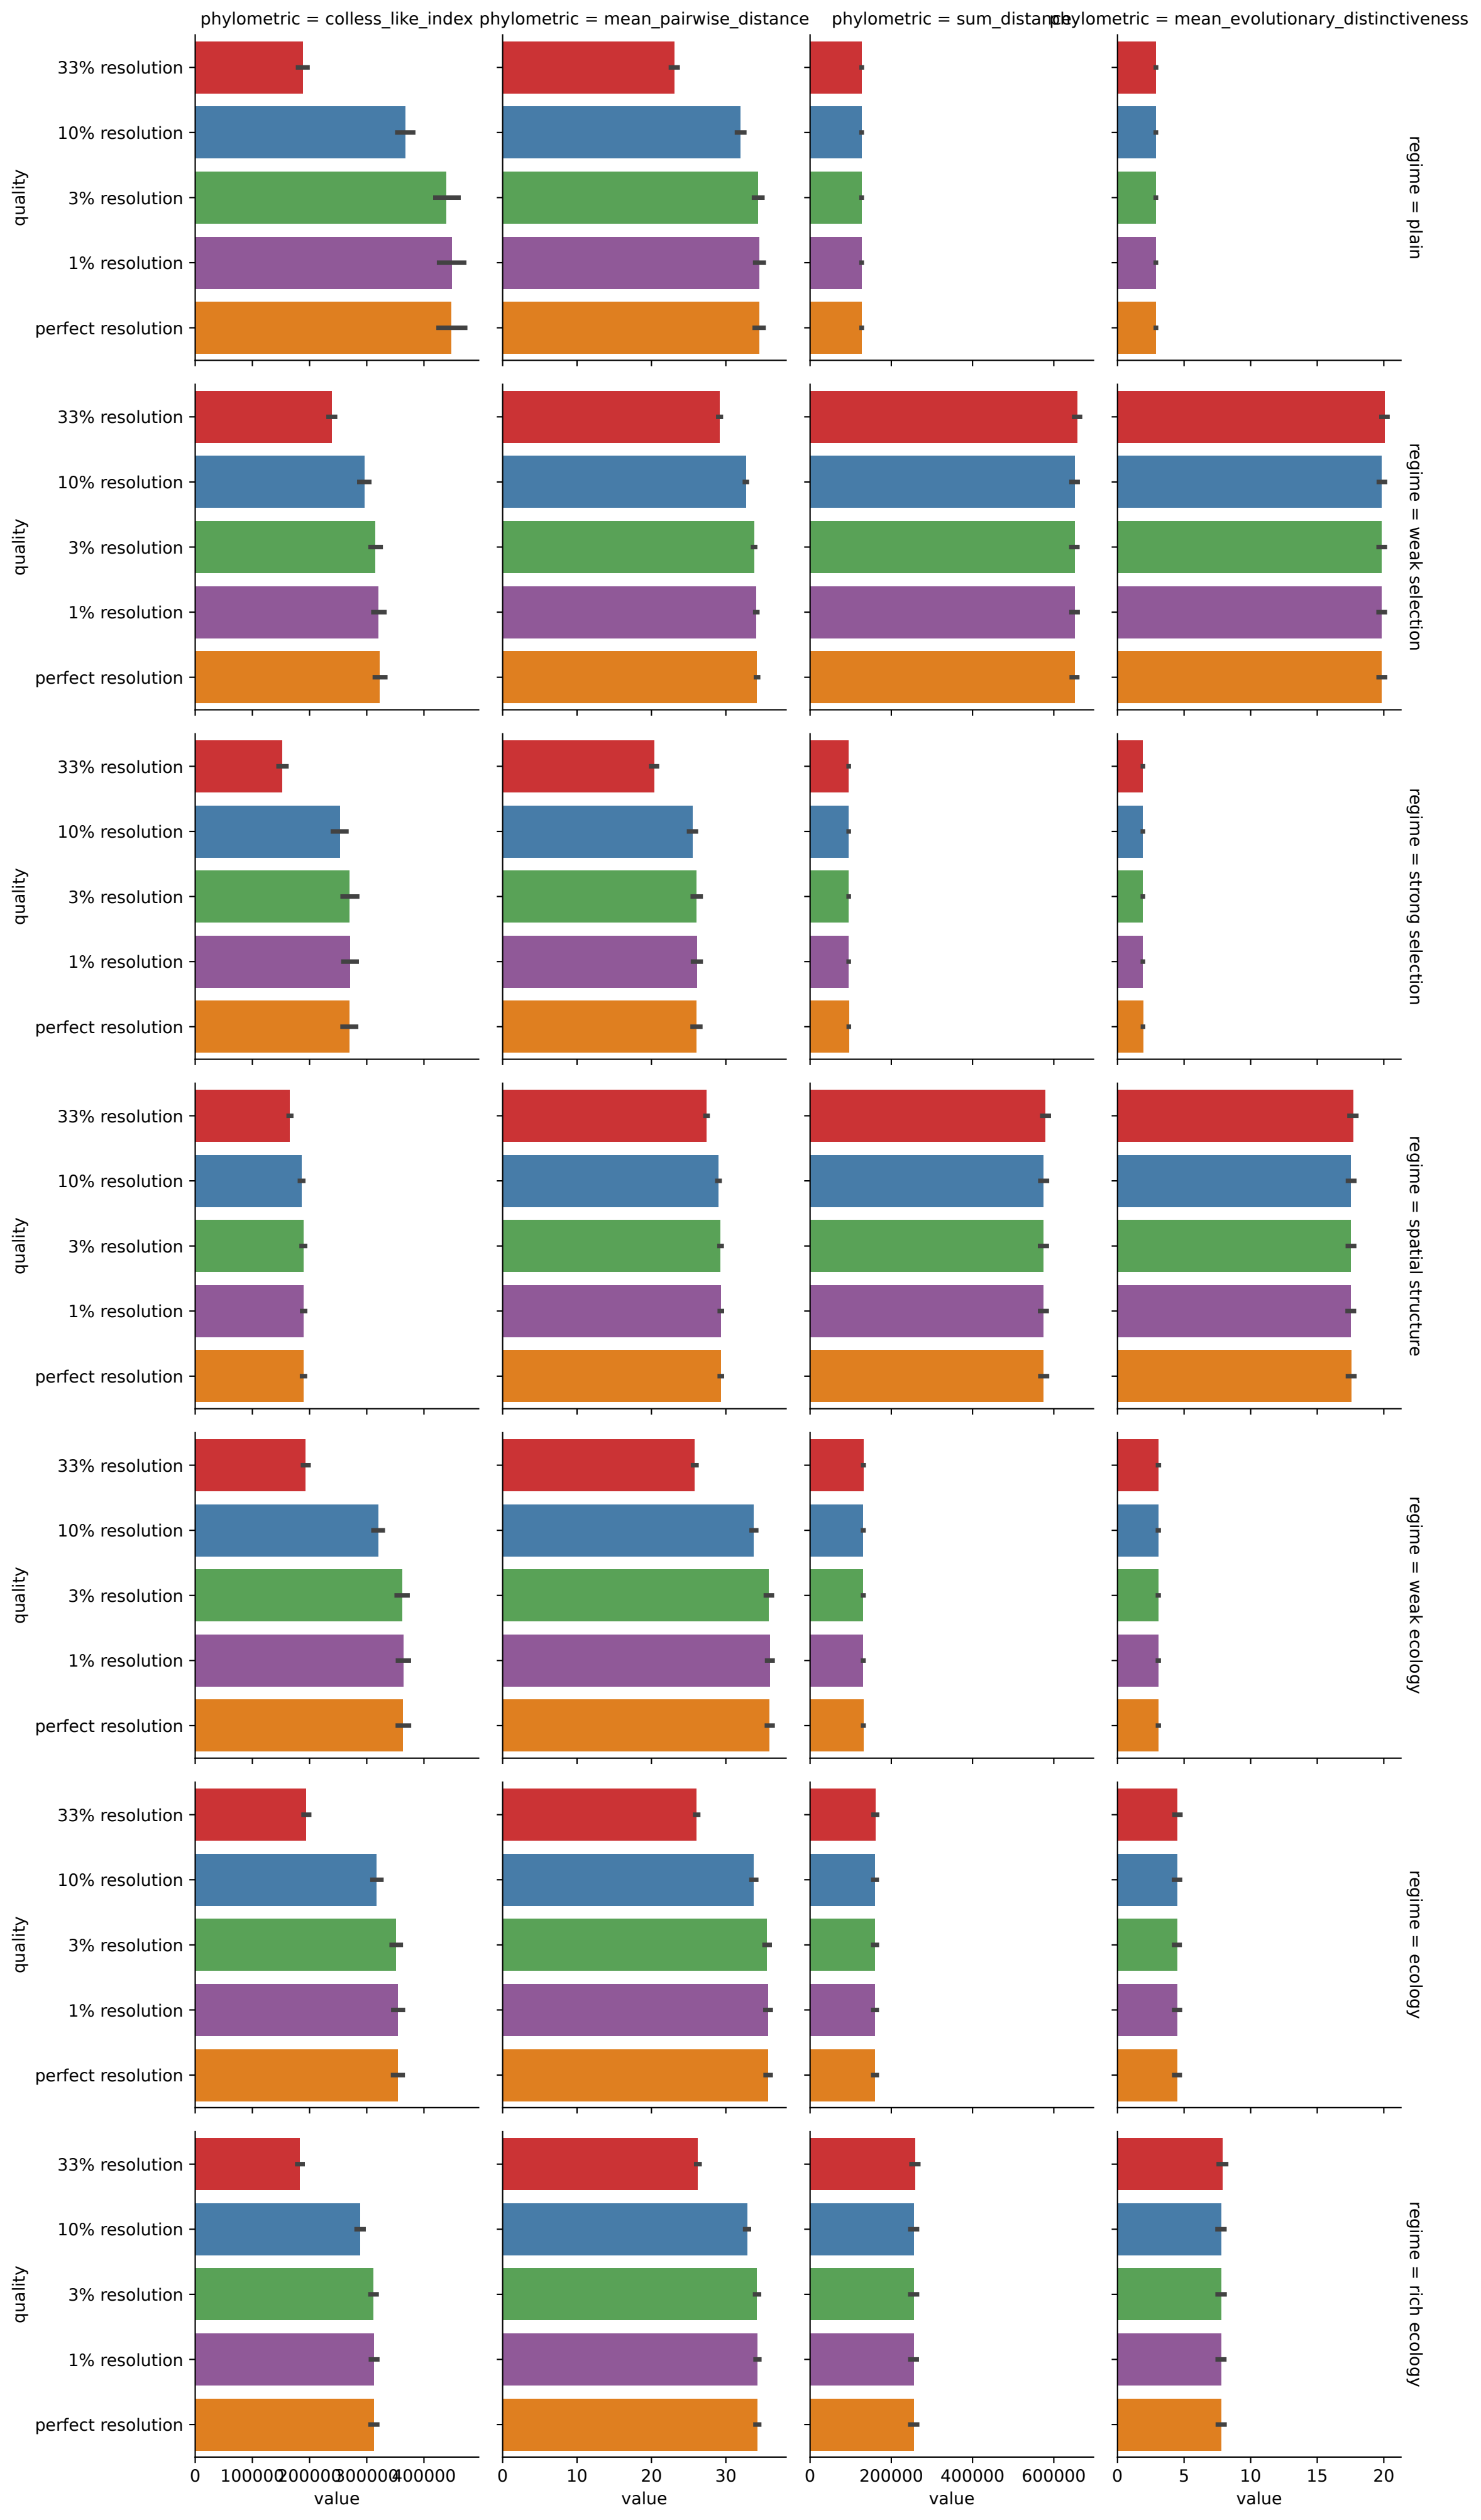 phylometric = colless_like_index
phylometric = mean_pairwise_distance
phylometric = sum_distance
phylometric = mean_evolutionary_distinctiveness
33% resolution
10% resolution
3% resolution
1% resolution
perfect resolution
quality
regime = plain
33% resolution
10% resolution
3% resolution
1% resolution
perfect resolution
quality
regime = weak selection
33% resolution
10% resolution
3% resolution
1% resolution
perfect resolution
quality
regime = strong selection
33% resolution
10% resolution
3% resolution
1% resolution
perfect resolution
quality
regime = spatial structure
33% resolution
10% resolution
3% resolution
1% resolution
perfect resolution
quality
regime = weak ecology
33% resolution
10% resolution
3% resolution
1% resolution
perfect resolution
quality
regime = ecology
33% resolution
10% resolution
3% resolution
1% resolution
perfect resolution
quality
regime = rich ecology
0 100000 200000 300000 400000
0 10 20 30
0 200000 400000 600000
0 5 10 15 20
value
value
value
value